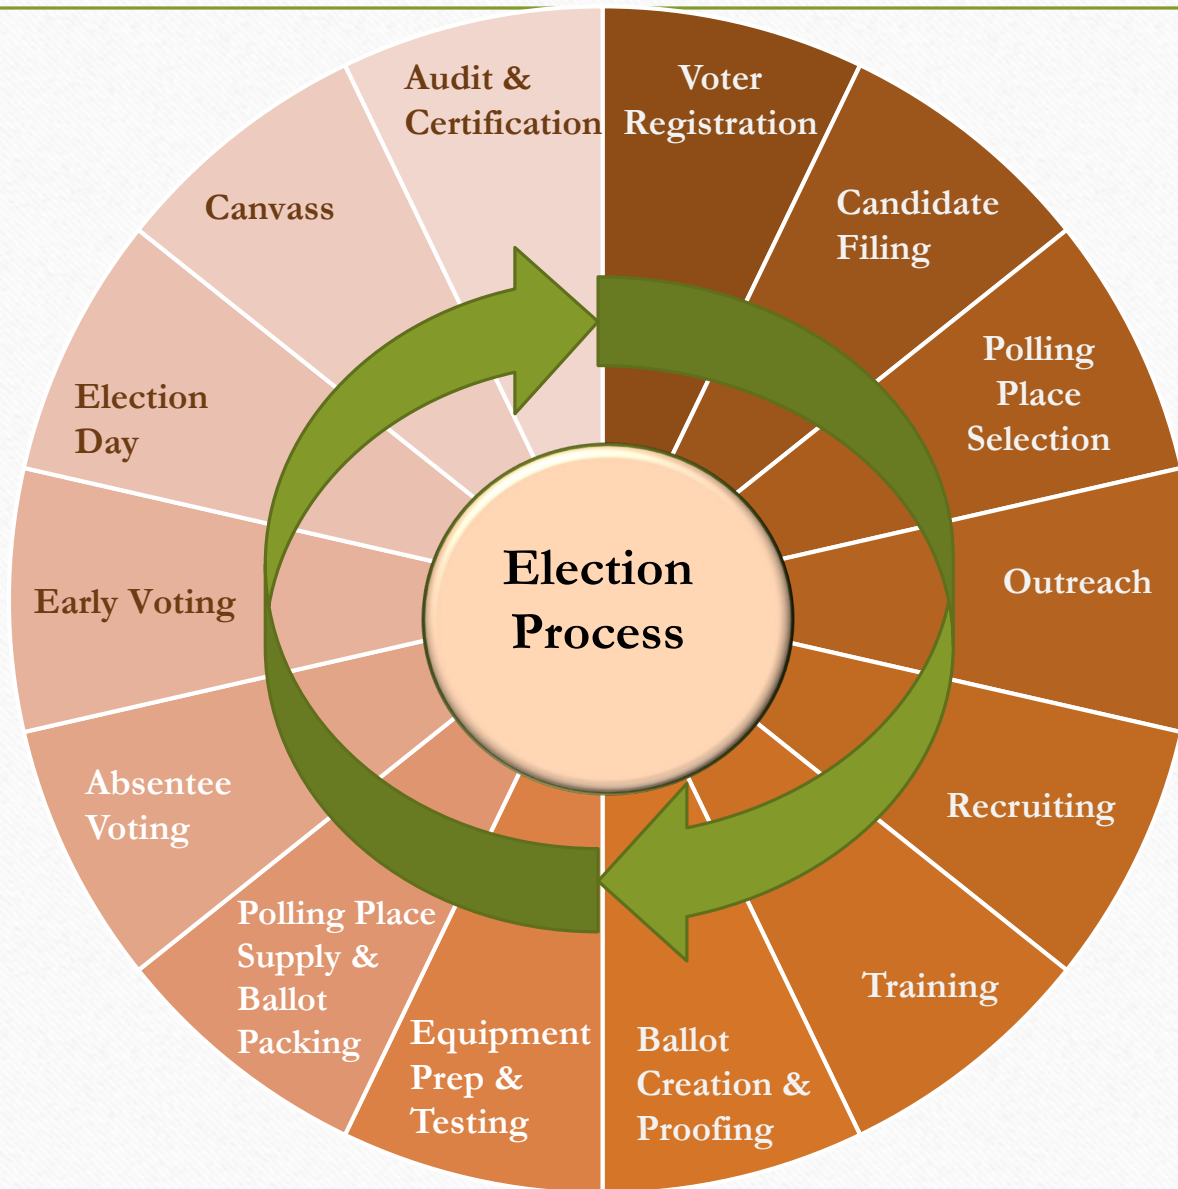 Voter
Registration
Candidate
Filing
Polling
Place
Selection
Outreach
Recruiting
Training
Ballot
Creation &
Proofing
Equipment
Prep &
Testing
Polling Place
Supply &
Ballot
Packing
Absentee
Voting
Early Voting
Election
Day
Canvass
Audit &
Certification
Election
Process